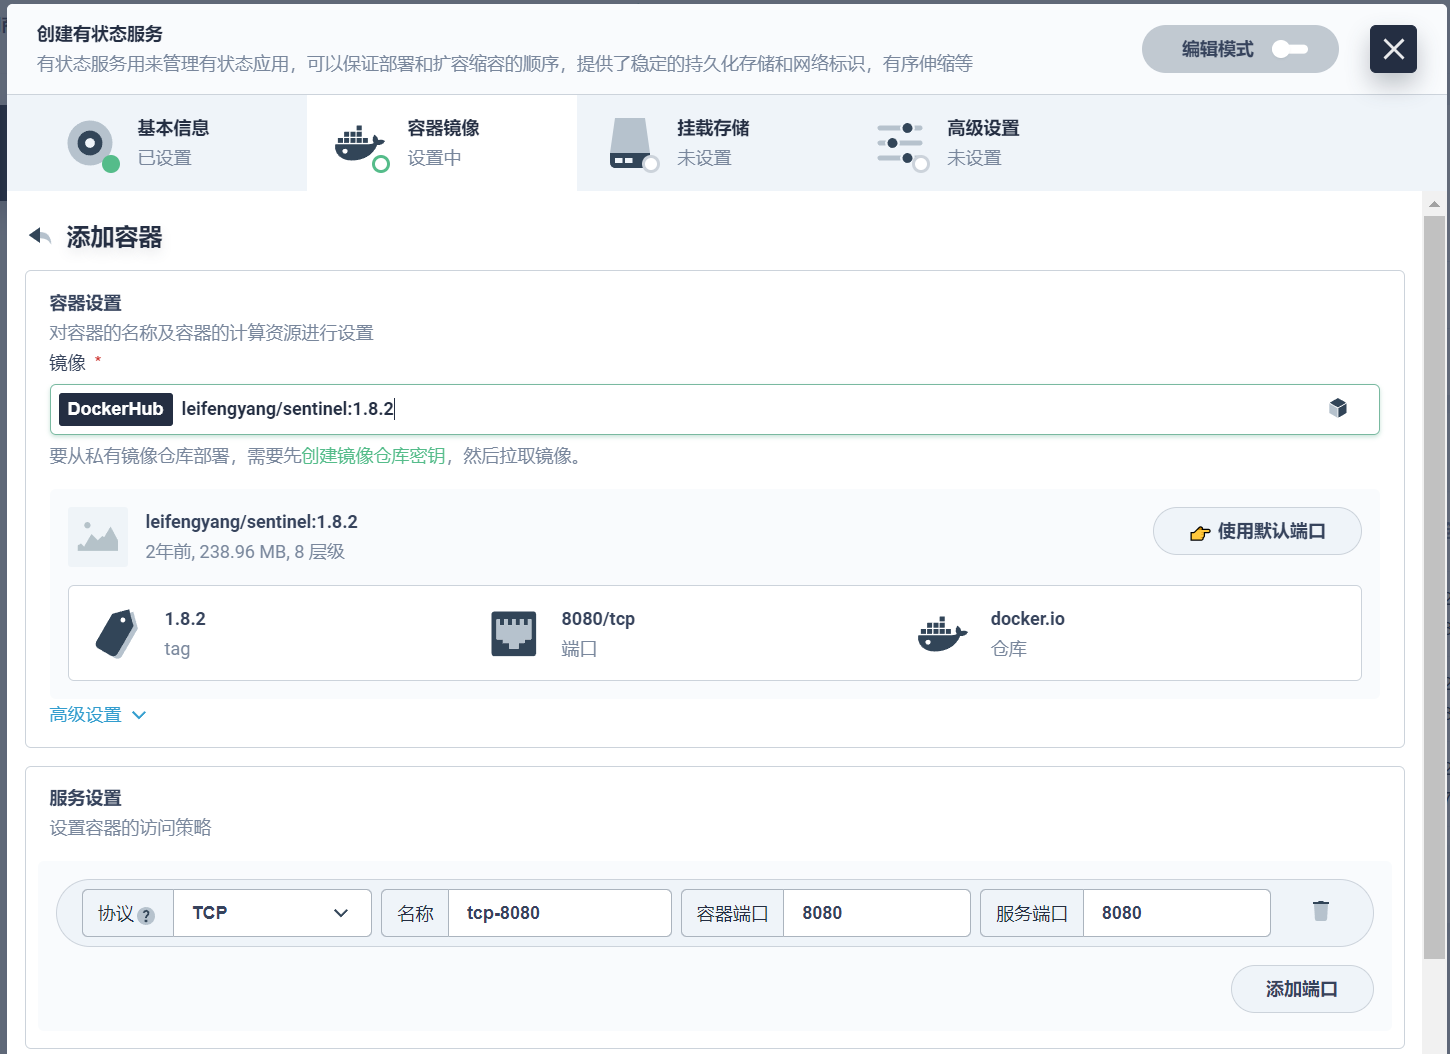 创建有状态服务
有状态服务用来管理有状态应用，可以保证部署和扩容缩容的顺序，提供了稳定的持久化存储和网络标识，有序伸缩等
编辑模式
基本信息
已设置
容器镜像
设置中
挂载存储
未设置
高级设置
未设置
添加容器
容器设置
对容器的名称及容器的计算资源进行设置
镜像 *
DockerHub leifengyang/sentinel:1.8.2
要从私有镜像仓库部署，需要先创建镜像仓库密钥，然后拉取镜像。
leifengyang/sentinel:1.8.2
2年前, 238.96 MB, 8 层级
使用默认端口
1.8.2
tag
8080/tcp
端口
docker.io
仓库
高级设置
服务设置
设置容器的访问策略
协议 ? TCP 名称 tcp-8080 容器端口 8080 服务端口 8080
添加端口